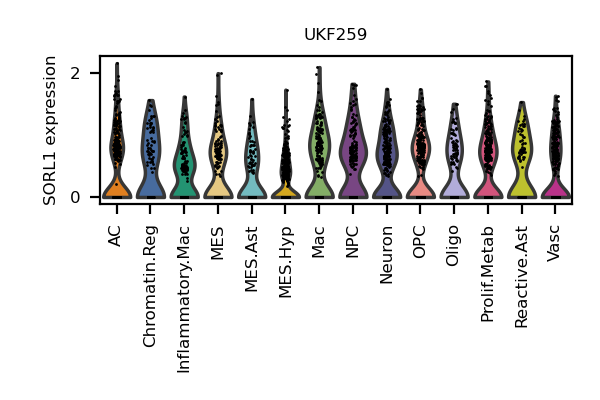 UKF259
SORL1 expression
2
0
AC
Chromatin.Reg
Inflammatory.Mac
MES
MES.Ast
MES.Hyp
Mac
NPC
Neuron
OPC
Oligo
Prolif.Metab
Reactive.Ast
Vasc